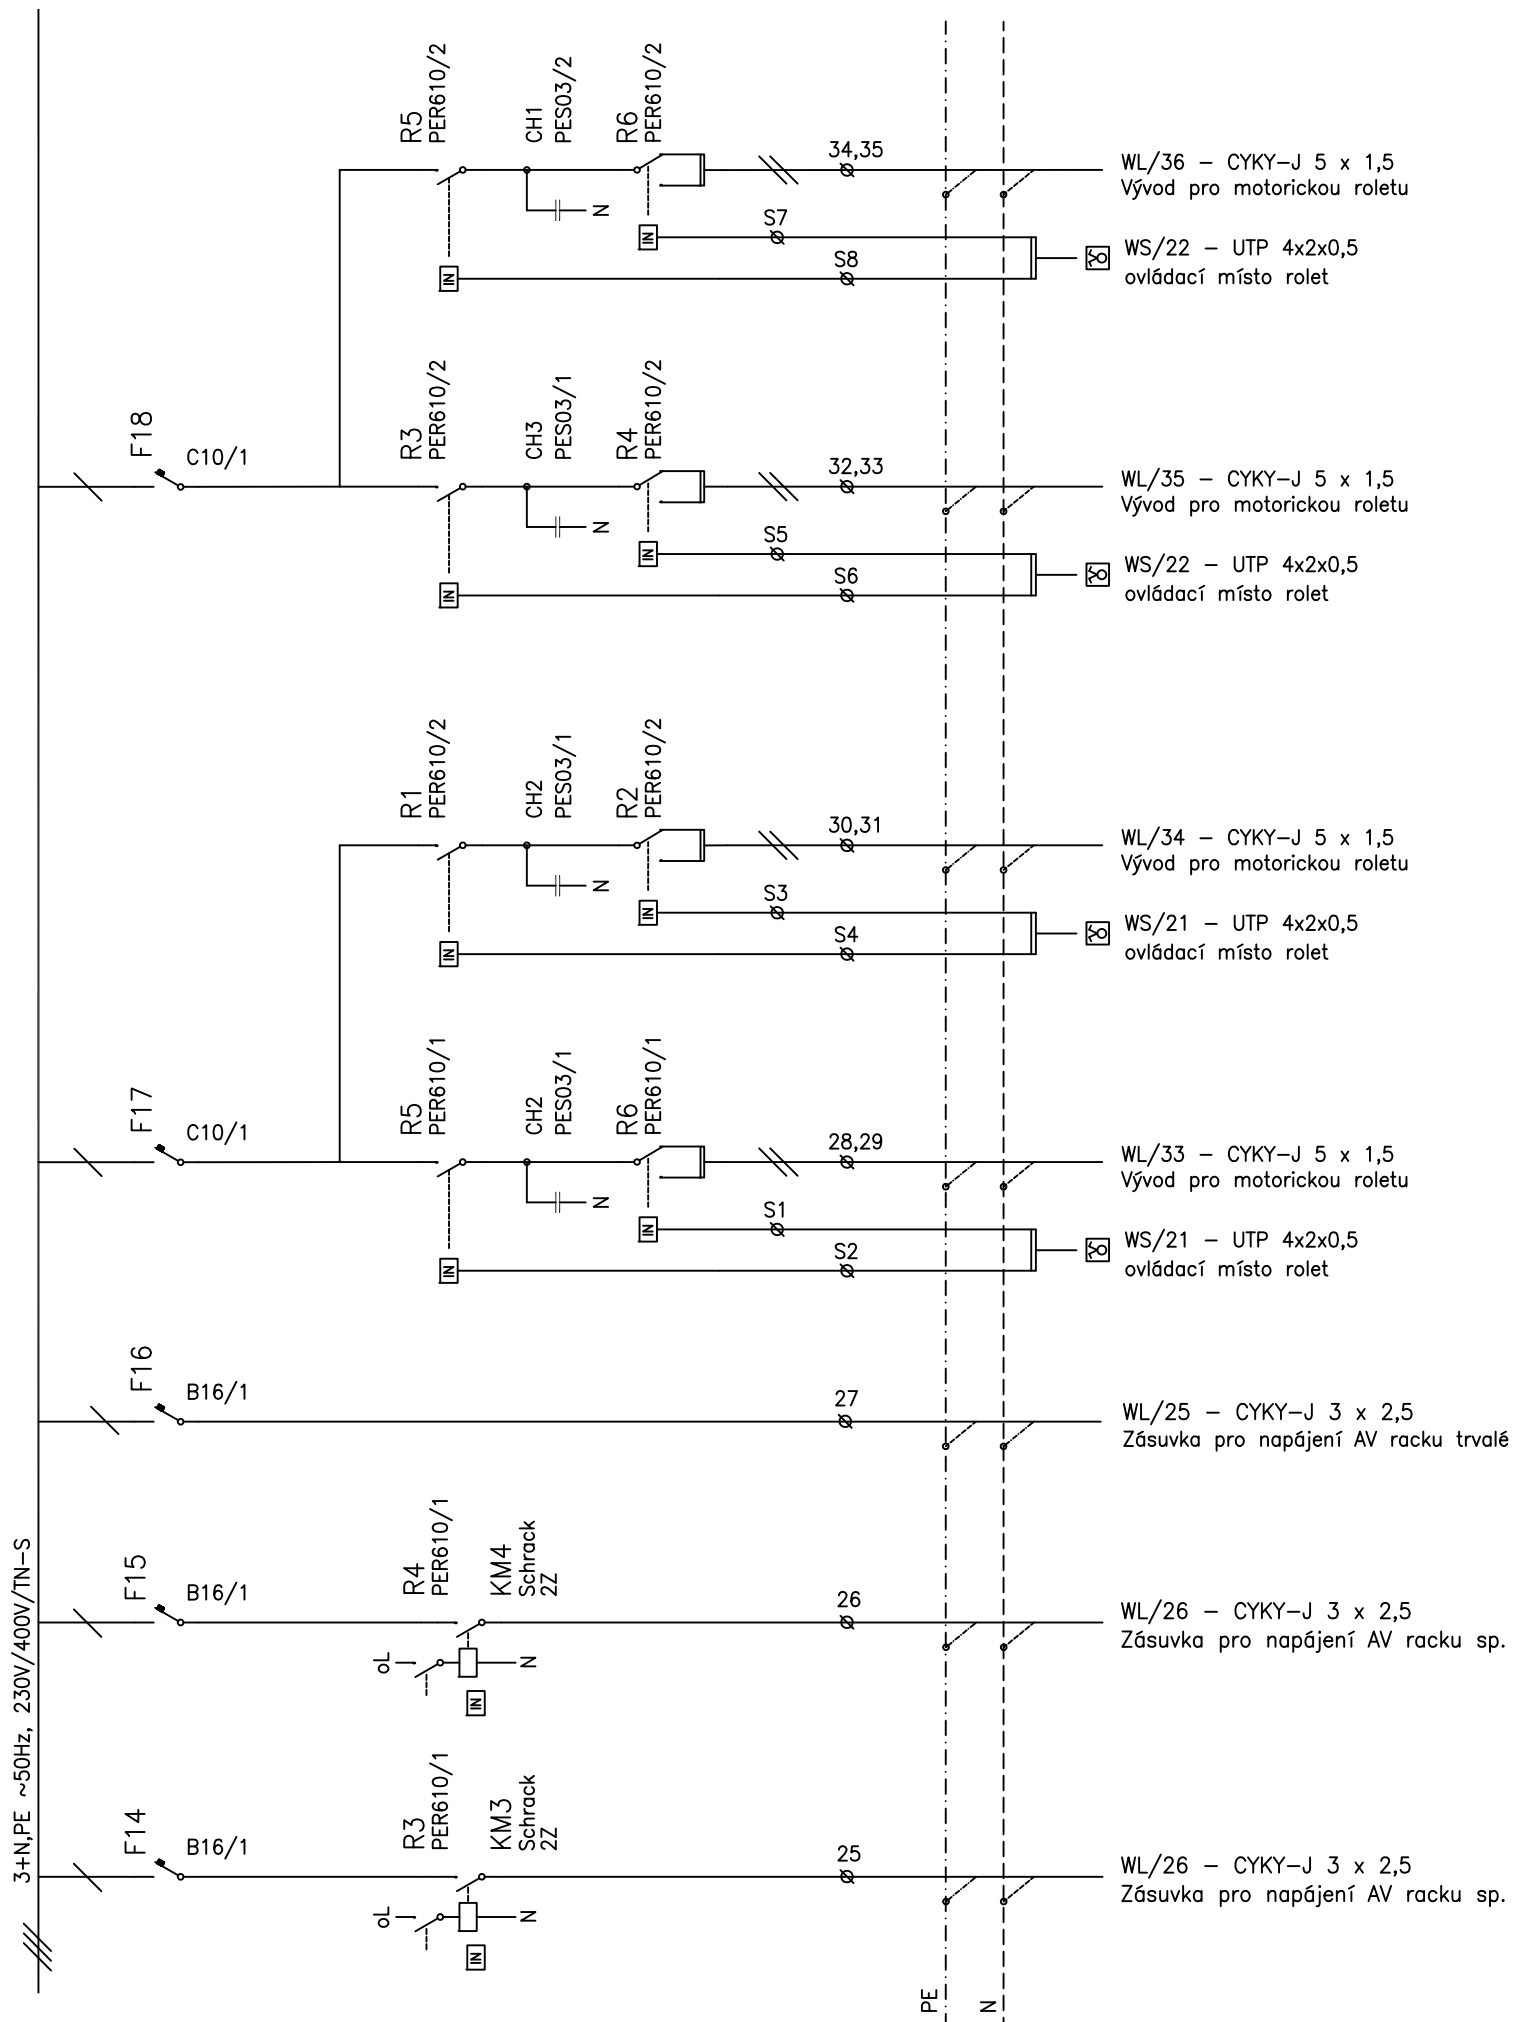 R5
PER610/2
CH1
PES03/2
R6
PER610/2
34,35
WL/36 – CYKY–J 5 x 1,5
Vývod pro motorickou roletu
N
IN
S7
IN
S8
WS/22 – UTP 4x2x0,5
ovládací místo rolet
F18
C10/1
R3
PER610/2
CH3
PES03/1
R4
PER610/2
32,33
WL/35 – CYKY–J 5 x 1,5
Vývod pro motorickou roletu
N
IN
S5
IN
S6
WS/22 – UTP 4x2x0,5
ovládací místo rolet
R1
PER610/2
CH2
PES03/1
R2
PER610/2
30,31
WL/34 – CYKY–J 5 x 1,5
Vývod pro motorickou roletu
N
IN
S3
IN
S4
WS/21 – UTP 4x2x0,5
ovládací místo rolet
F17
C10/1
R5
PER610/1
CH2
PES03/1
R6
PER610/1
28,29
WL/33 – CYKY–J 5 x 1,5
Vývod pro motorickou roletu
N
IN
S1
IN
S2
WS/21 – UTP 4x2x0,5
ovládací místo rolet
F16
B16/1
27
WL/25 – CYKY–J 3 x 2,5
Zásuvka pro napájení AV racku trvalé
F15
B16/1
R4
PER610/1
KM4
Schrack
2Z
26
WL/26 – CYKY–J 3 x 2,5
Zásuvka pro napájení AV racku sp.
oL
N
IN
3+N,PE ~50Hz, 230V/400V/TN–S
F14
B16/1
R3
PER610/1
KM3
Schrack
2Z
25
WL/26 – CYKY–J 3 x 2,5
Zásuvka pro napájení AV racku sp.
oL
N
IN
PE
N